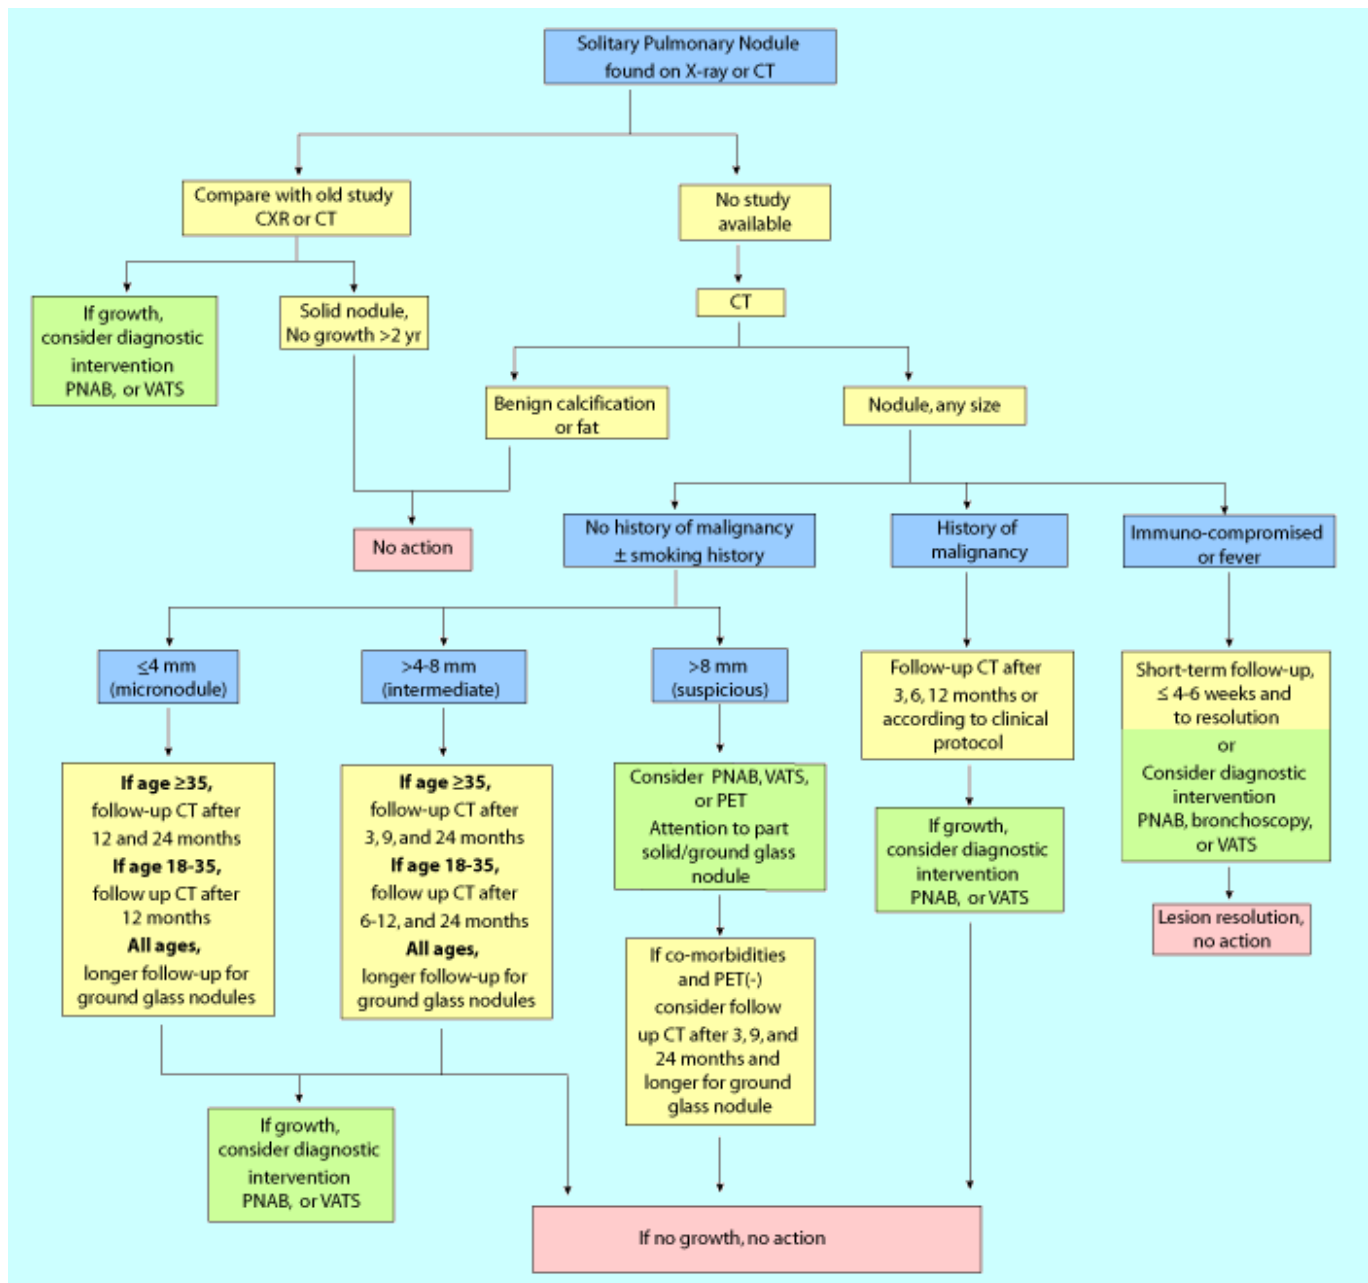 Solitary Pulmonary Nodule
found on X-ray or CT
Compare with old study
CXR or CT
No study
available
If growth,
consider diagnostic
intervention
PNAB, or VATS
Solid nodule,
No growth >2 yr
CT
Benign calcification
or fat
Nodule, any size
No action
No history of malignancy
± smoking history
History of
malignancy
Immuno-compromised
or fever
≤4 mm
(micronodule)
>4-8 mm
(intermediate)
>8 mm
(suspicious)
Follow-up CT after
3, 6, 12 months or
according to clinical
protocol
Short-term follow-up,
≤ 4-6 weeks and
to resolution
or
Consider diagnostic
intervention
PNAB, bronchoscopy,
or VATS
If age ≥35,
follow-up CT after
12 and 24 months
If age 18-35,
follow up CT after
12 months
All ages,
longer follow-up for
ground glass nodules
If age ≥35,
follow-up CT after
3, 9, and 24 months
If age 18-35,
follow up CT after
6-12, and 24 months
All ages,
longer follow-up for
ground glass nodules
Consider PNAB, VATS,
or PET
Attention to part
solid/ground glass
nodule
If growth,
consider diagnostic
intervention
PNAB, or VATS
Lesion resolution,
no action
If co-morbidities
and PET(-)
consider follow
up CT after 3, 9, and
24 months and
longer for ground
glass nodule
If growth,
consider diagnostic
intervention
PNAB, or VATS
If no growth, no action